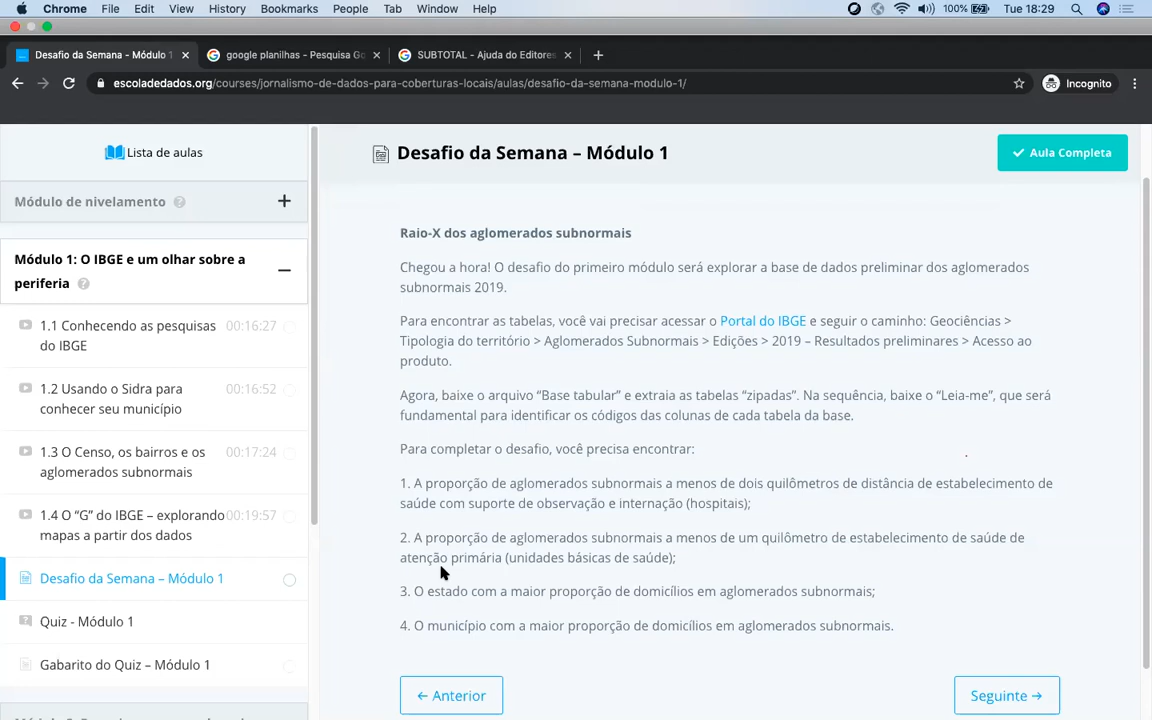 Chrome File Edit View History Bookmarks People Tab Window Help 100% Tue 18:29
Desafio da Semana – Módulo 1 google planilhas - Pesquisa Go SUBTOTAL - Ajuda do Editores
escoladedados.org/courses/jornalismo-de-dados-para-coberturas-locais/aulas/desafio-da-semana-modulo-1/ Incognito
Lista de aulas
Módulo de nivelamento ? +
Módulo 1: O IBGE e um olhar sobre a
periferia ? –
1.1 Conhecendo as pesquisas 00:16:27
do IBGE
1.2 Usando o Sidra para 00:16:52
conhecer seu município
1.3 O Censo, os bairros e os 00:17:24
aglomerados subnormais
1.4 O “G” do IBGE – explorando 00:19:57
mapas a partir dos dados
Desafio da Semana – Módulo 1
Quiz - Módulo 1
Gabarito do Quiz – Módulo 1
Desafio da Semana – Módulo 1
Aula Completa
Raio-X dos aglomerados subnormais
Chegou a hora! O desafio do primeiro módulo será explorar a base de dados preliminar dos aglomerados
subnormais 2019.
Para encontrar as tabelas, você vai precisar acessar o Portal do IBGE e seguir o caminho: Geociências >
Tipologia do território > Aglomerados Subnormais > Edições > 2019 – Resultados preliminares > Acesso ao
produto.
Agora, baixe o arquivo “Base tabular” e extraia as tabelas “zipadas”. Na sequência, baixe o “Leia-me”, que será
fundamental para identificar os códigos das colunas de cada tabela da base.
Para completar o desafio, você precisa encontrar:
1. A proporção de aglomerados subnormais a menos de dois quilômetros de distância de estabelecimento de
saúde com suporte de observação e internação (hospitais);
2. A proporção de aglomerados subnormais a menos de um quilômetro de estabelecimento de saúde de
atenção primária (unidades básicas de saúde);
3. O estado com a maior proporção de domicílios em aglomerados subnormais;
4. O município com a maior proporção de domicílios em aglomerados subnormais.
← Anterior
Seguinte →